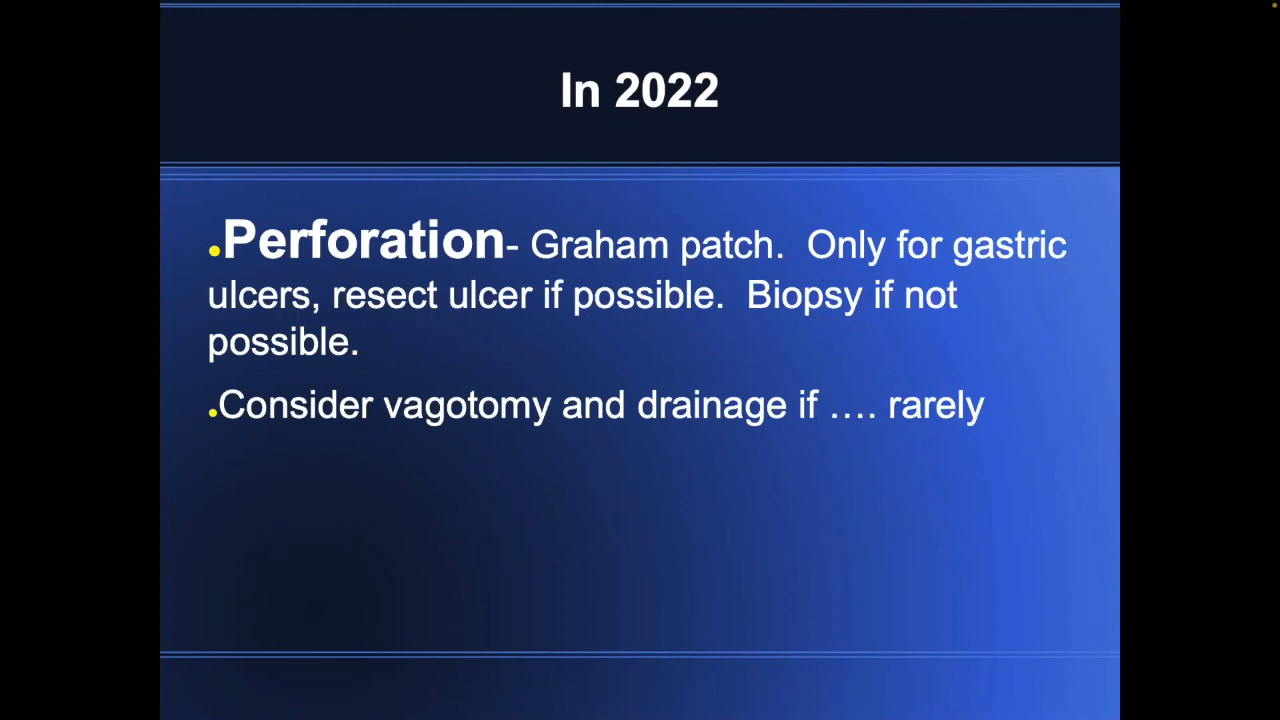 In 2022
•Perforation- Graham patch.  Only for gastric
ulcers, resect ulcer if possible.  Biopsy if not
possible.
•Consider vagotomy and drainage if …. rarely